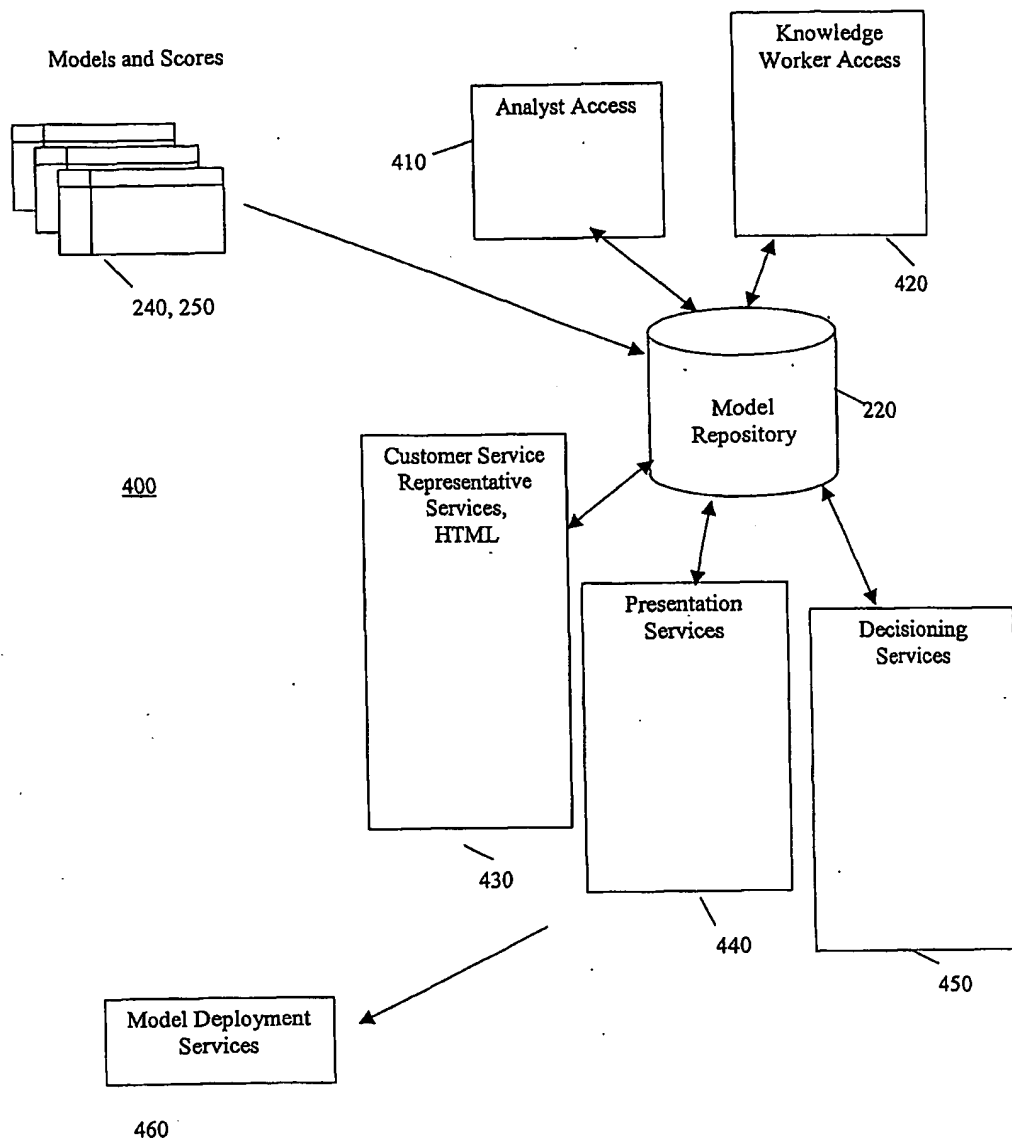 Knowledge
Worker Access
Models and Scores
Analyst Access
410
420
240, 250
220
Model
Repository
Customer Service
Representative
Services,
HTML
400
Presentation
Services
Decisioning
Services
430
440
450
Model Deployment
Services
460